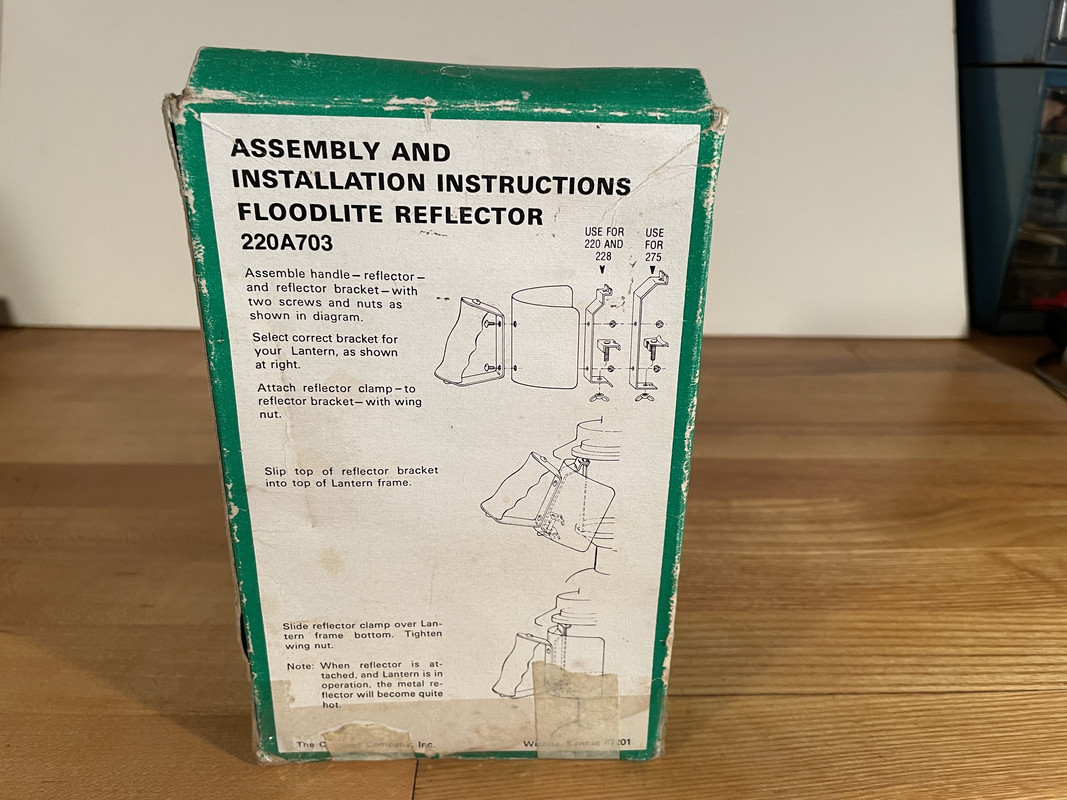 ASSEMBLY AND
INSTALLATION INSTRUCTIONS
FLOODLITE REFLECTOR
220A703
USE FOR
220 AND
228
USE
FOR
275
Assemble handle – reflector –
and reflector bracket – with
two screws and nuts as
shown in diagram.
Select correct bracket for
your Lantern, as shown
at right.
Attach reflector clamp – to
reflector bracket – with wing
nut.
Slip top of reflector bracket
into top of Lantern frame.
Slide reflector clamp over Lan-
tern frame bottom. Tighten
wing nut.
Note: When reflector is at-
tached, and Lantern is in
operation, the metal re-
flector will become quite
hot.
The Company, Inc.
Wichita, Kansas